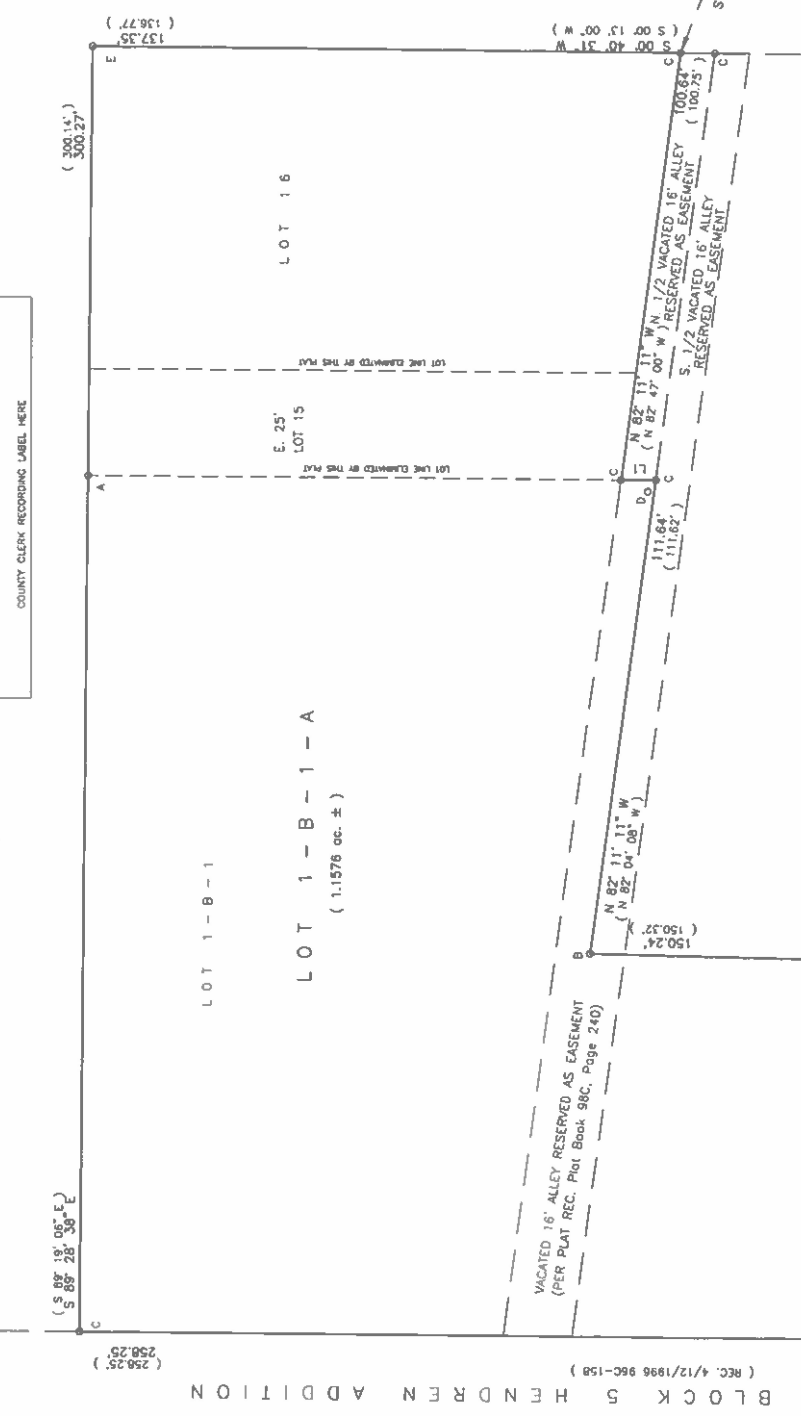 COUNTY CLERK RECORDING LABEL HERE
( S 89° 19' 06" E )
S 89° 28' 38" E
( 300.14' )
300.27'
137.35'
( 136.77' )
C
A
E
258.25'
( 258.25' )
LOT 1-B-1
LOT 1-B-1-A
( 1.1576 ac. ± )
E. 25'
LOT 15
LOT 16
LOT LINE ELIMINATED BY THIS PLAT
LOT LINE ELIMINATED BY THIS PLAT
S 00° 40' 31" W
( S 00° 13' 00" W )
S
C
C
100.64'
( 100.75' )
N 82° 11' 11" W
( N 82° 47' 00" W )
N. 1/2 VACATED 16' ALLEY
RESERVED AS EASEMENT
S. 1/2 VACATED 16' ALLEY
RESERVED AS EASEMENT
C
L1
D
C
111.64'
( 111.62' )
N 82° 11' 11" W
( N 82° 04' 08" W )
B
150.24'
( 150.32' )
VACATED 16' ALLEY RESERVED AS EASEMENT
(PER PLAT REC. Plat Book 98C, Page 240)
BLOCK 5 HENDREN ADDITION
( REC. 4/12/1996 96C-158 )